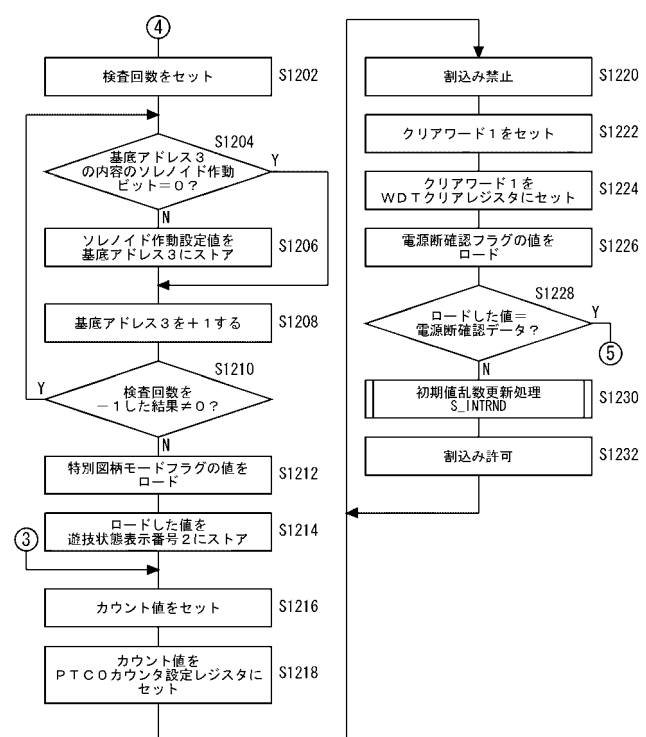 ④
検査回数をセット
S1202
S1204
基底アドレス３
の内容のソレノイド作動
ビット＝０？
Y
N
ソレノイド作動設定値を
基底アドレス３にストア
S1206
基底アドレス３を＋１する
S1208
S1210
検査回数を
－１した結果≠０？
Y
N
特別図柄モードフラグの値を
ロード
S1212
ロードした値を
遊技状態表示番号２にストア
S1214
③
カウント値をセット
S1216
カウント値を
ＰＴＣ０カウンタ設定レジスタに
セット
S1218
割込み禁止
S1220
クリアワード１をセット
S1222
クリアワード１を
ＷＤＴクリアレジスタにセット
S1224
電源断確認フラグの値を
ロード
S1226
S1228
ロードした値＝
電源断確認データ？
Y
⑤
N
初期値乱数更新処理
S_INTRND
S1230
割込み許可
S1232